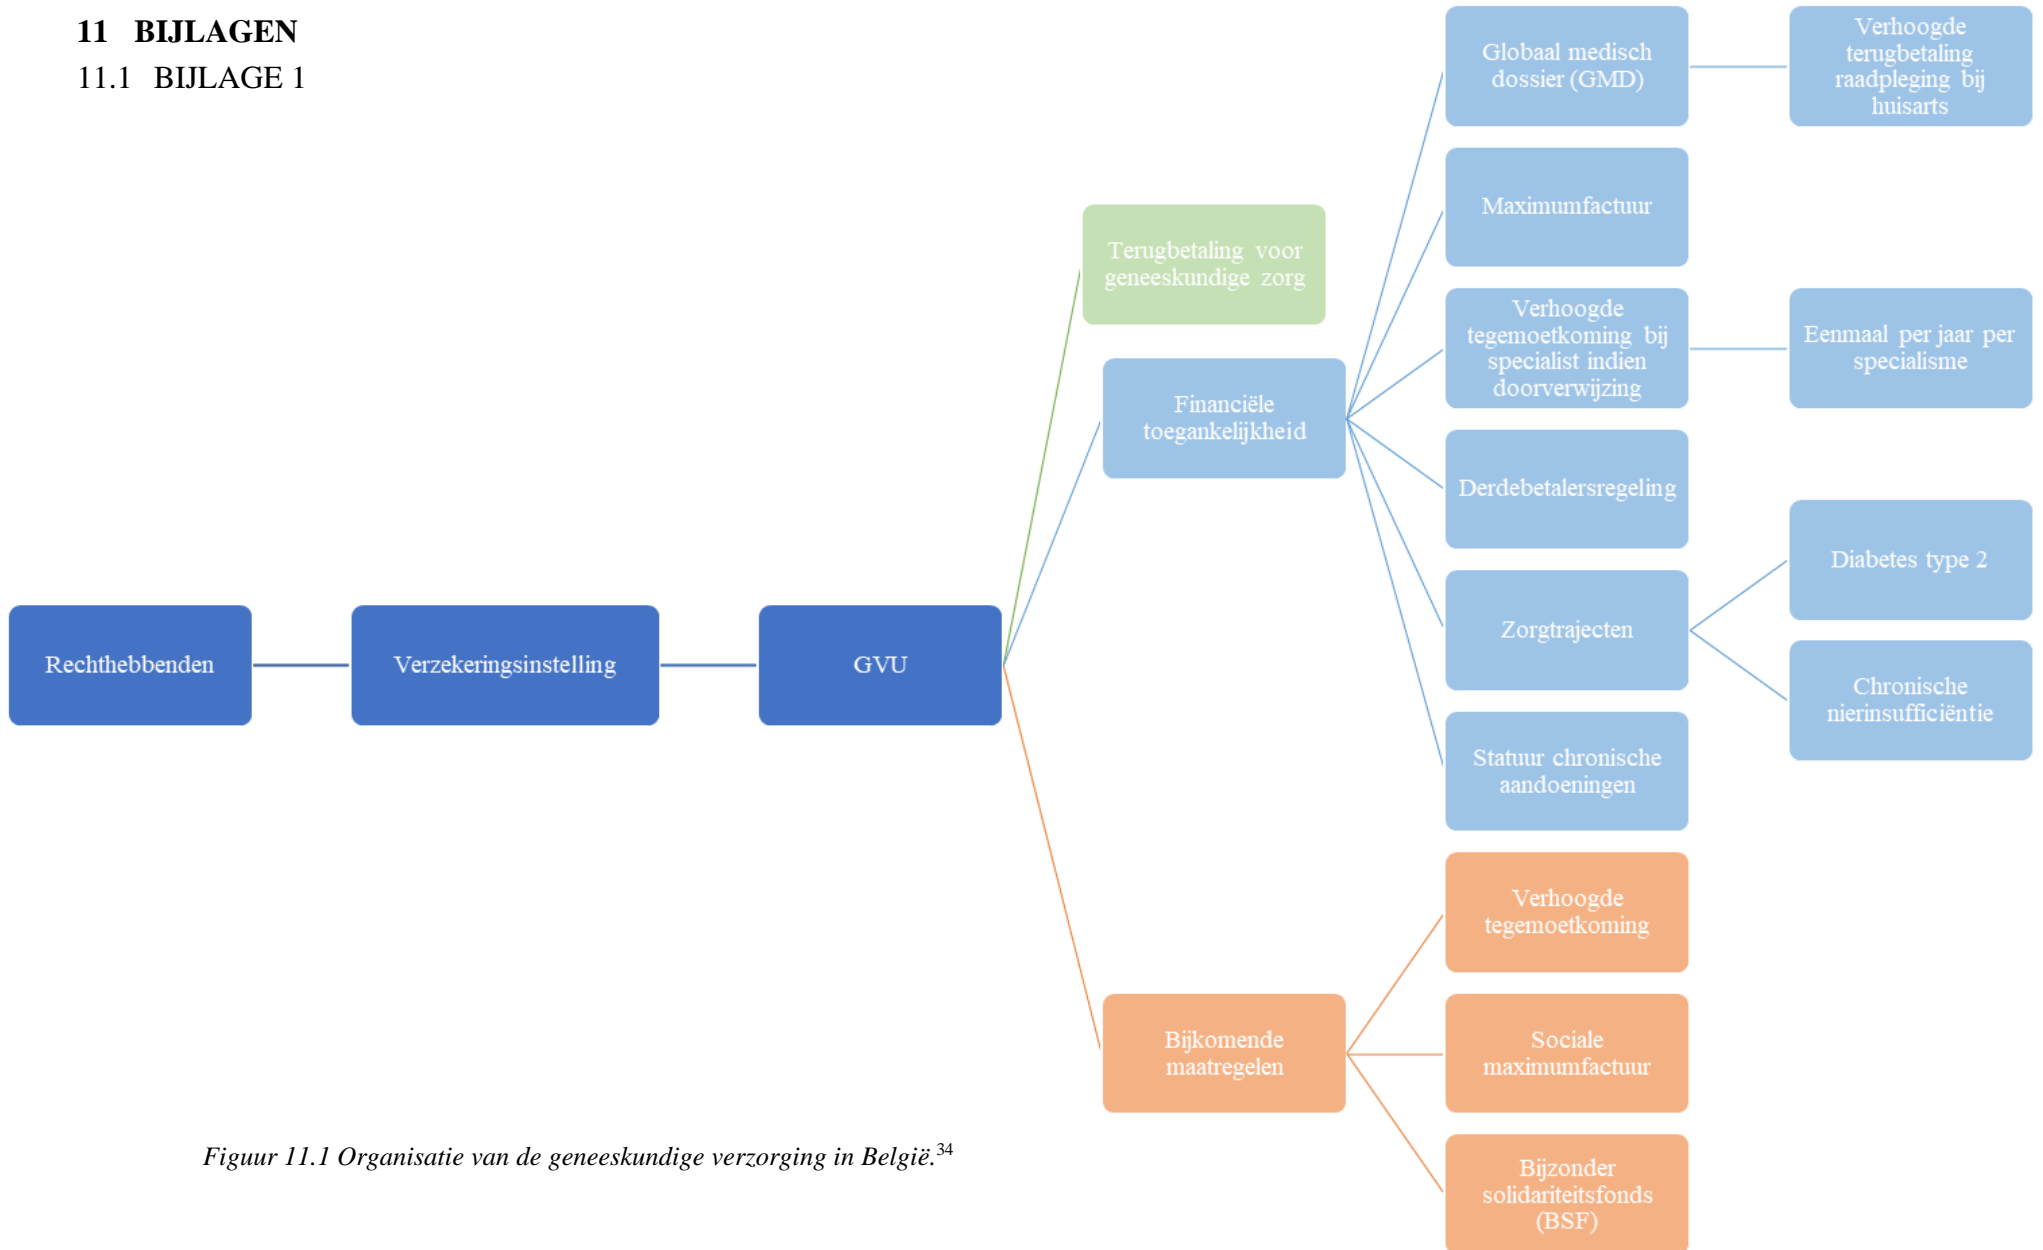 11 BIJLAGEN
11.1 BIJLAGE 1
Rechthebbenden
Verzekeringsinstelling
GVU
Terugbetaling voor
geneeskundige zorg
Financiële
toegankelijkheid
Globaal medisch
dossier (GMD)
Verhoogde
terugbetaling
raadpleging bij
huisarts
Maximumfactuur
Verhoogde
tegemoetkoming bij
specialist indien
doorverwijzing
Eenmaal per jaar per
specialisme
Derdebetalersregeling
Zorgtrajecten
Diabetes type 2
Chronische
nierinsufficiëntie
Statuur chronische
aandoeningen
Bijkomende
maatregelen
Verhoogde
tegemoetkoming
Sociale
maximumfactuur
Bijzonder
solidariteitsfonds
(BSF)
Figuur 11.1 Organisatie van de geneeskundige verzorging in België.34